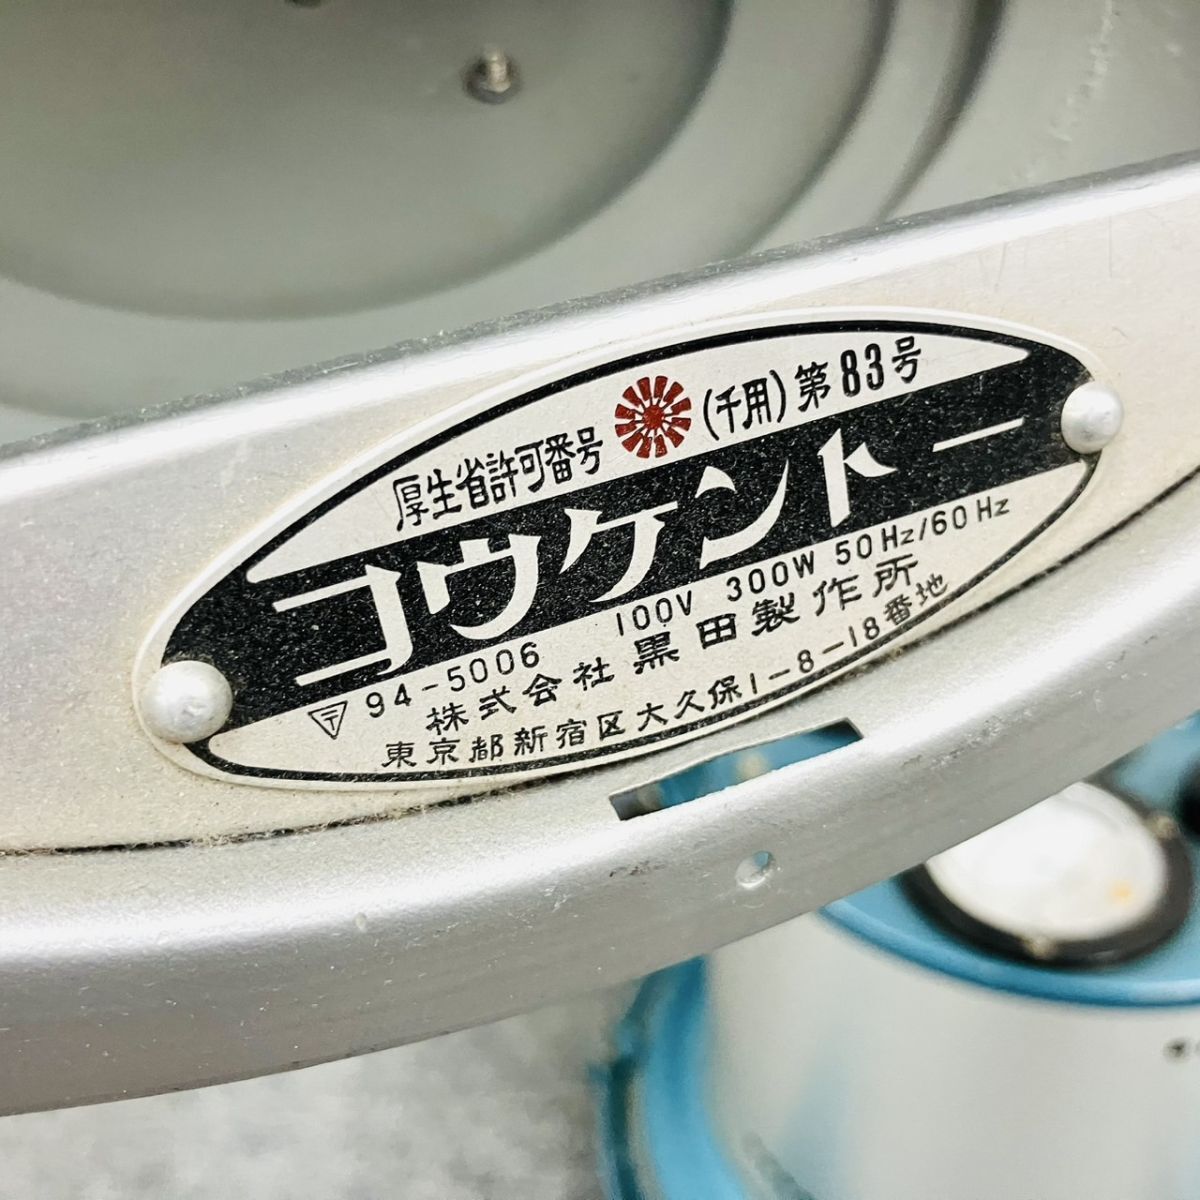 厚生省許可番号 (千用) 第83号
コウケントー
〒 94-5006 100V 300W 50Hz/60Hz
株式会社 黒田製作所
東京都新宿区大久保1-8-18番地